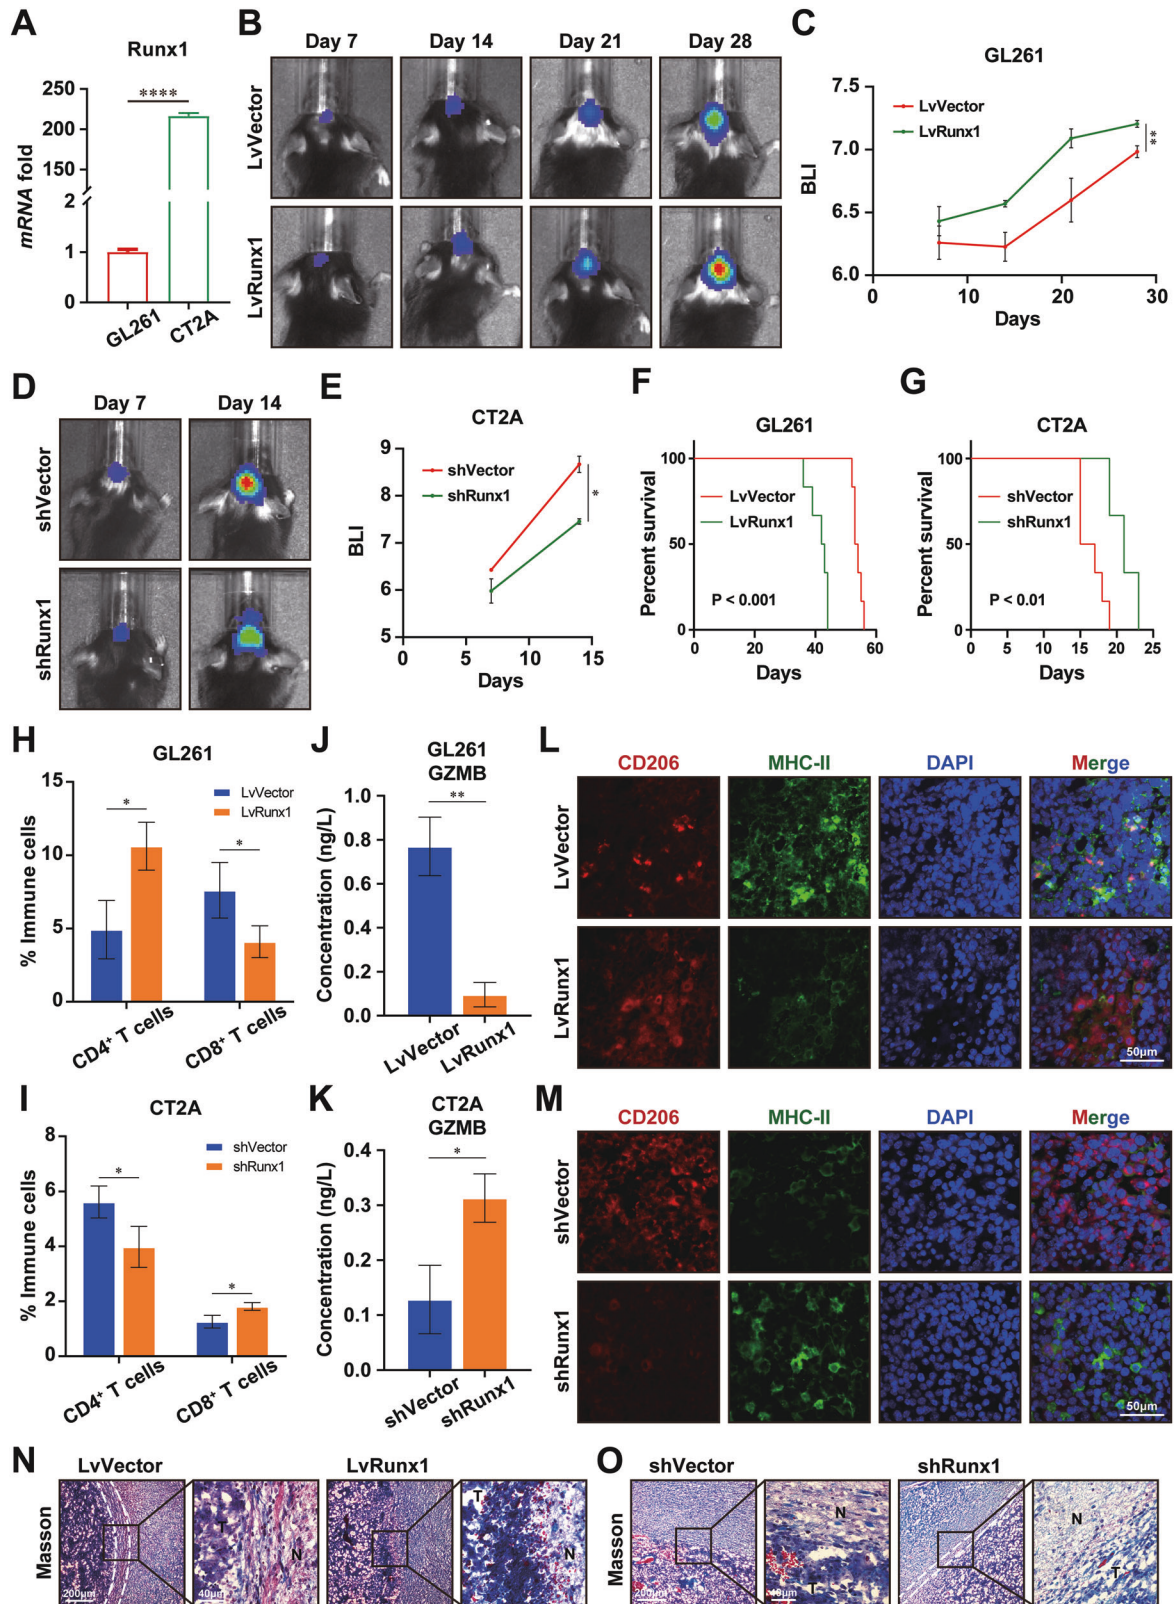 A
Runx1
****
250
200
150
2
1
0
mRNA fold
GL261
CT2A
B
Day 7
Day 14
Day 21
Day 28
LvVector
LvRunx1
C
GL261
7.5
7.0
6.5
6.0
BLI
LvVector
LvRunx1
**
0
10
20
30
Days
D
Day 7
Day 14
shVector
shRunx1
E
CT2A
9
8
7
6
5
BLI
shVector
shRunx1
*
0
5
10
15
Days
F
GL261
100
50
0
Percent survival
LvVector
LvRunx1
P < 0.001
0
20
40
60
Days
G
CT2A
100
50
0
Percent survival
shVector
shRunx1
P < 0.01
0
5
10
15
20
25
Days
H
GL261
15
10
5
0
% Immune cells
LvVector
LvRunx1
*
*
CD4⁺ T cells
CD8⁺ T cells
J
GL261
GZMB
**
1.0
0.8
0.6
0.4
0.2
0.0
Concentration (ng/L)
LvVector
LvRunx1
L
CD206
MHC-II
DAPI
Merge
LvVector
LvRunx1
50μm
I
CT2A
8
6
4
2
0
% Immune cells
shVector
shRunx1
*
*
CD4⁺ T cells
CD8⁺ T cells
K
CT2A
GZMB
*
0.4
0.3
0.2
0.1
0.0
Concentration (ng/L)
shVector
shRunx1
M
CD206
MHC-II
DAPI
Merge
shVector
shRunx1
50μm
N
LvVector
LvRunx1
Masson
200μm
T
N
40μm
T
N
O
shVector
shRunx1
Masson
200μm
N
T
40μm
N
T